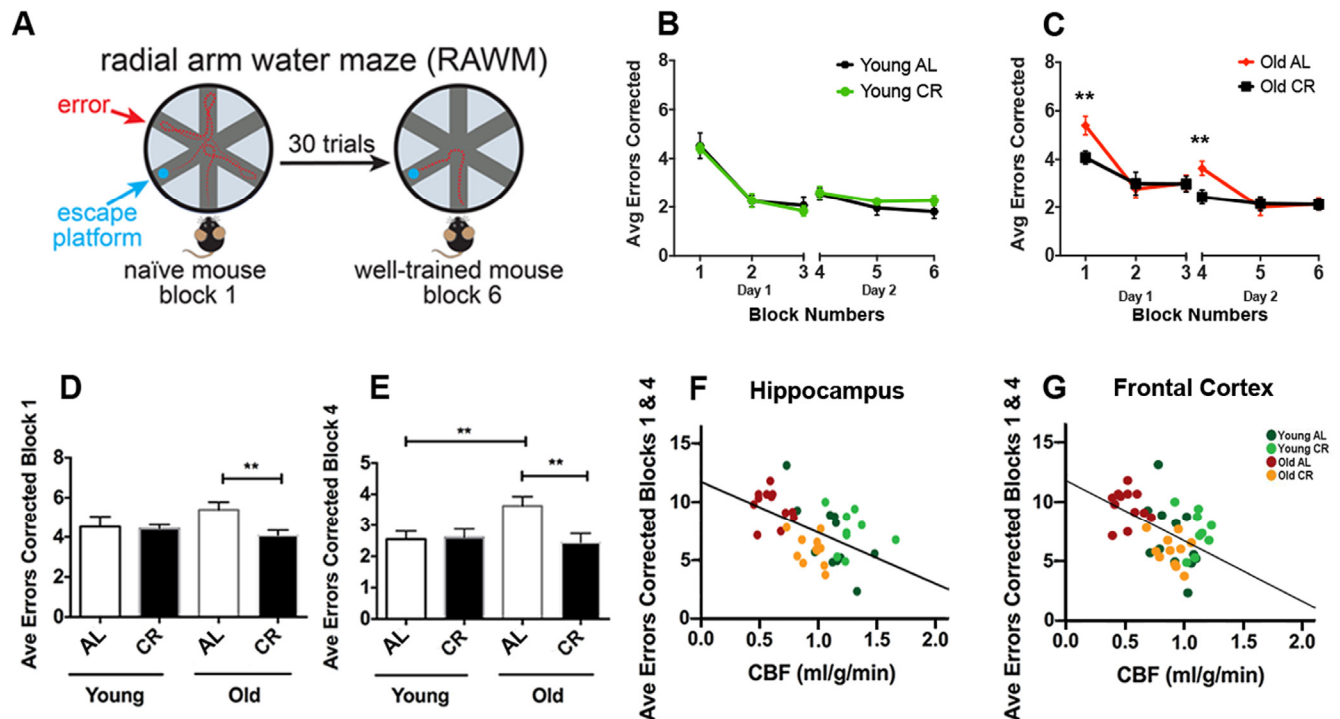 A
radial arm water maze (RAWM)
error
30 trials
escape
platform
naïve mouse
block 1
well-trained mouse
block 6
B
Avg Errors Corrected
8
6
4
2
0
Young AL
Young CR
1 2 3 4 5 6
Day 1 Day 2
Block Numbers
C
Avg Errors Corrected
8
6
4
2
0
Old AL
Old CR
**
**
1 2 3 4 5 6
Day 1 Day 2
Block Numbers
D
Ave Errors Corrected Block 1
8
6
4
2
0
**
AL CR AL CR
Young Old
E
Ave Errors Corrected Block 4
5
4
3
2
1
0
**
**
AL CR AL CR
Young Old
F Hippocampus
Ave Errors Corrected Blocks 1 & 4
15
10
5
0
0.0 0.5 1.0 1.5 2.0
CBF (ml/g/min)
G Frontal Cortex
Ave Errors Corrected Blocks 1 & 4
15
10
5
0
Young AL
Young CR
Old AL
Old CR
0.0 0.5 1.0 1.5 2.0
CBF (ml/g/min)